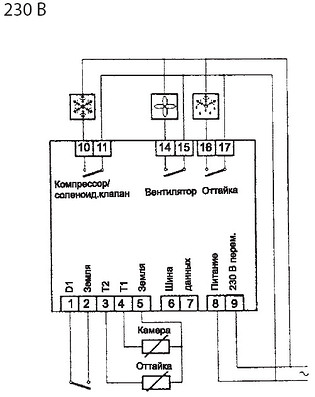 230 В
10 11 14 15 16 17
Компрессор/
соленоид.клапан
Вентилятор Оттайка
D1
Земля
T2
T1
Земля
Шина
данных
Питание
230 В перем.
1 2 3 4 5 6 7 8 9
Камера
Оттайка
~